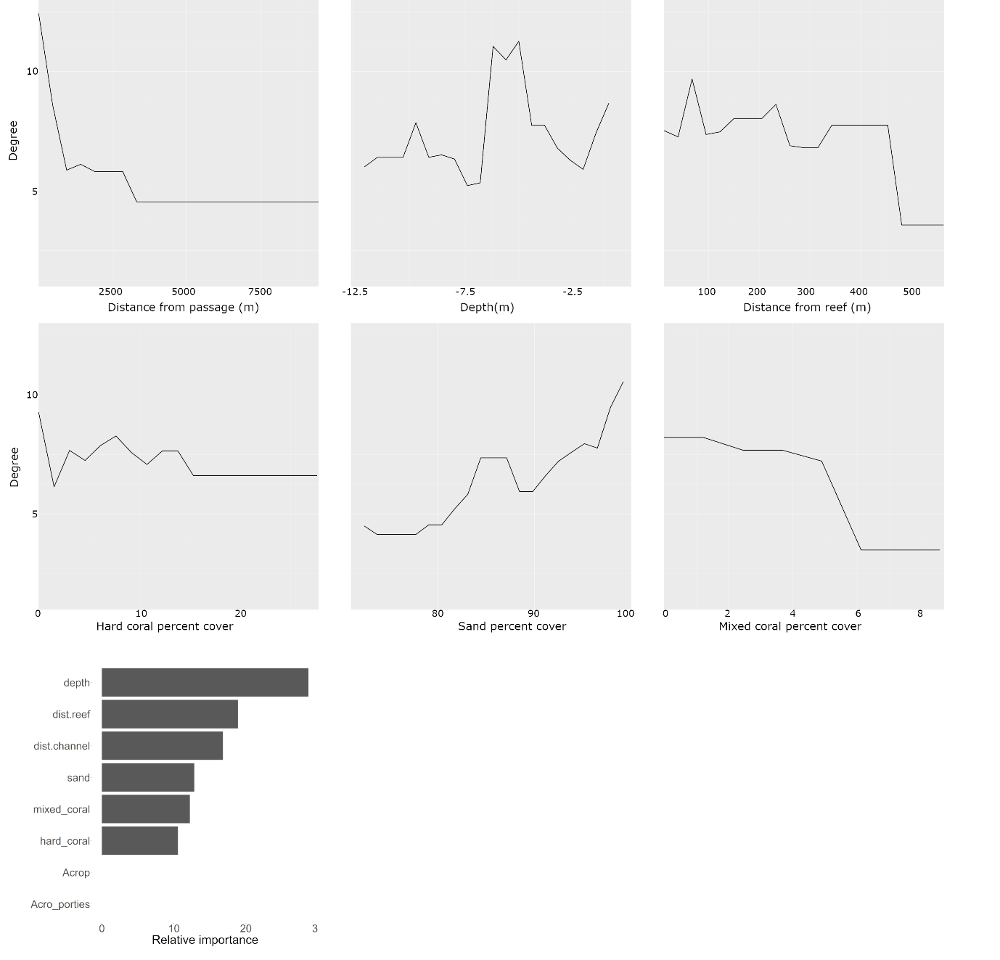 10
Degree
5
2500 5000 7500
Distance from passage (m)
-12.5 -7.5 -2.5
Depth(m)
100 200 300 400 500
Distance from reef (m)
10
Degree
5
0 10 20
Hard coral percent cover
80 90 100
Sand percent cover
0 2 4 6 8
Mixed coral percent cover
depth
dist.reef
dist.channel
sand
mixed_coral
hard_coral
Acrop
Acro_porties
0 10 20 3
Relative importance